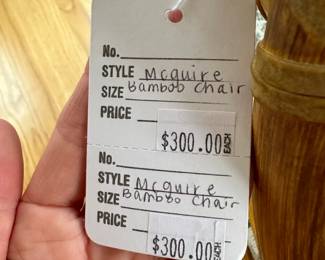 No.
STYLE McGuire
SIZE Bamboo Chair
PRICE
$300.00 EACH
No.
STYLE McGuire
SIZE Bamboo Chair
PRICE
$300.00 EACH